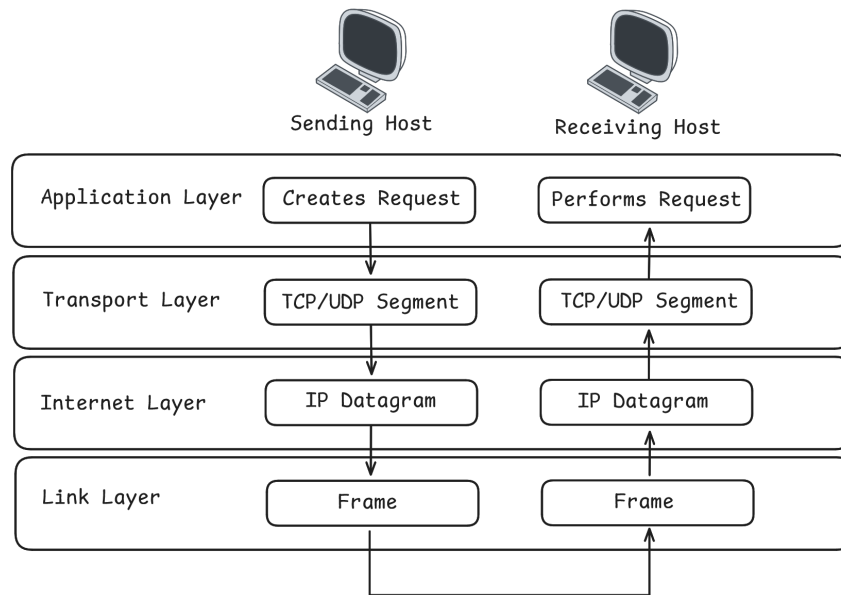 Sending Host
Receiving Host
Application Layer
Creates Request
Performs Request
Transport Layer
TCP/UDP Segment
TCP/UDP Segment
Internet Layer
IP Datagram
IP Datagram
Link Layer
Frame
Frame